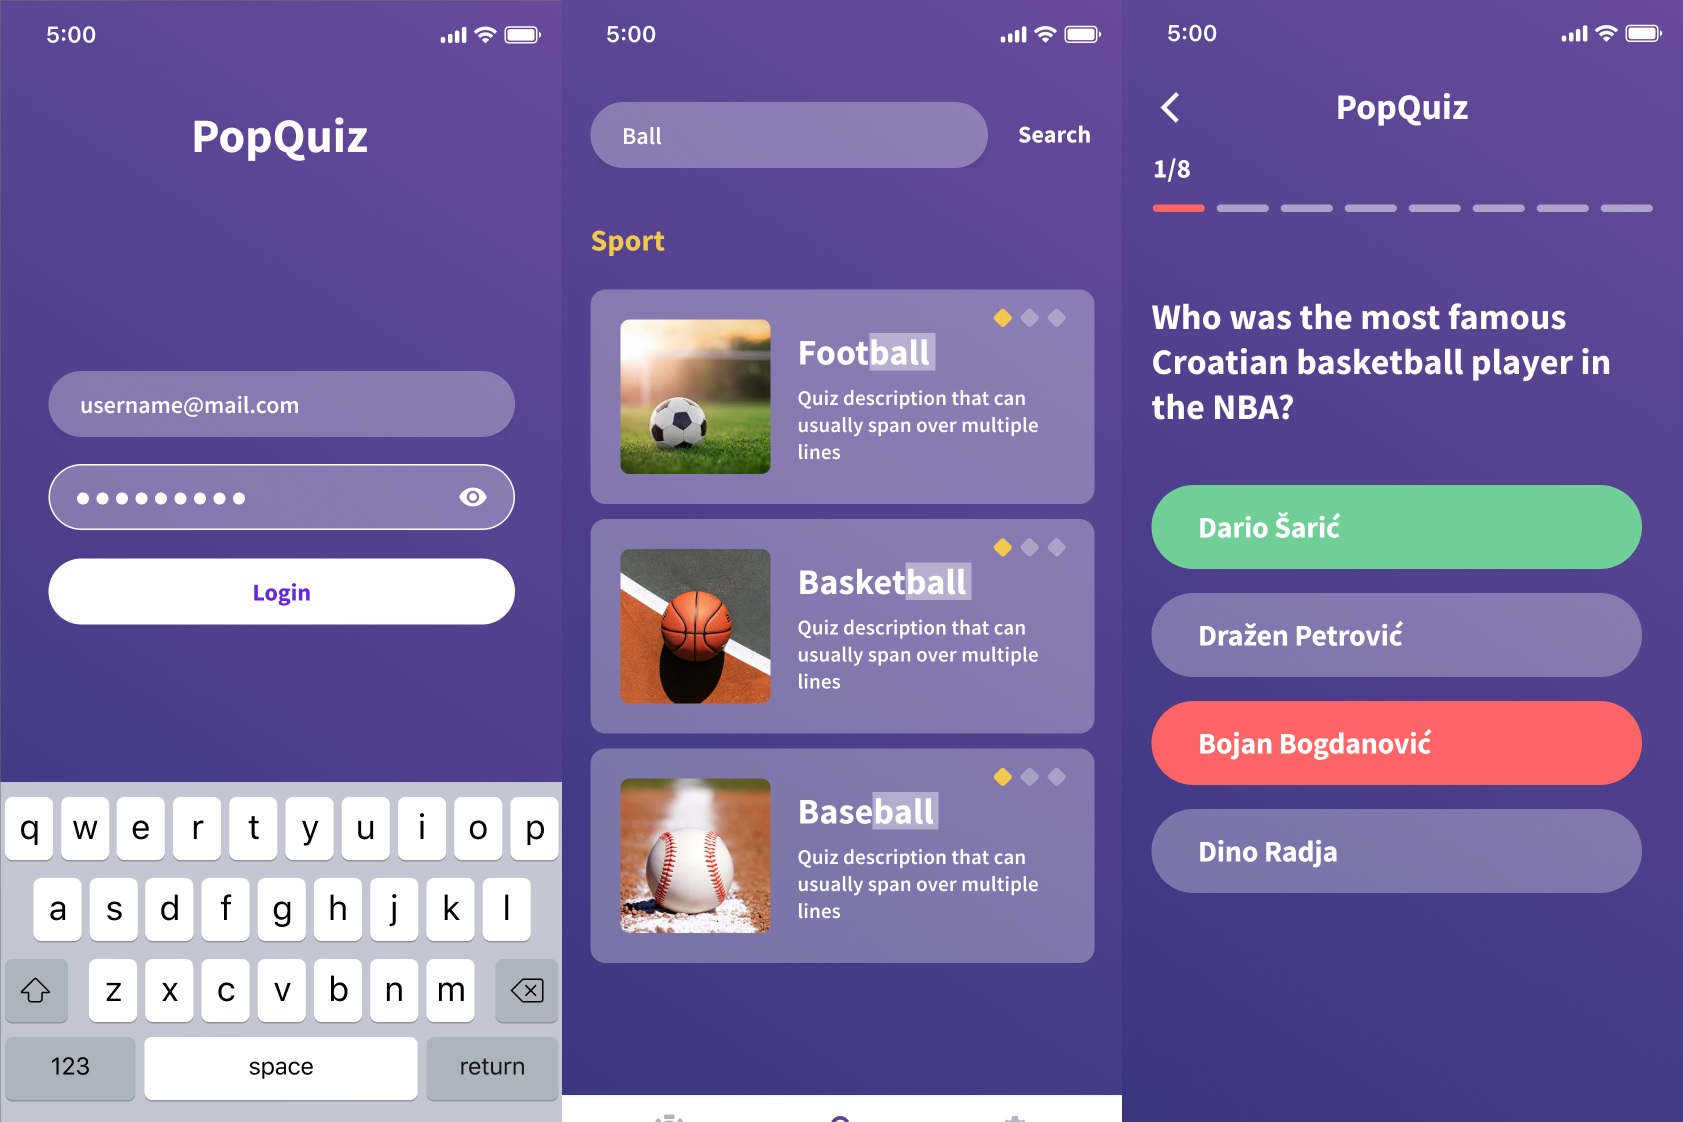 5:00
PopQuiz
username@mail.com
Login
q w e r t y u i o p
a s d f g h j k l
z x c v b n m
123 space return
5:00
Ball
Search
Sport
Football
Quiz description that can
usually span over multiple
lines
Basketball
Quiz description that can
usually span over multiple
lines
Baseball
Quiz description that can
usually span over multiple
lines
5:00
PopQuiz
1/8
Who was the most famous
Croatian basketball player in
the NBA?
Dario Šarić
Dražen Petrović
Bojan Bogdanović
Dino Radja